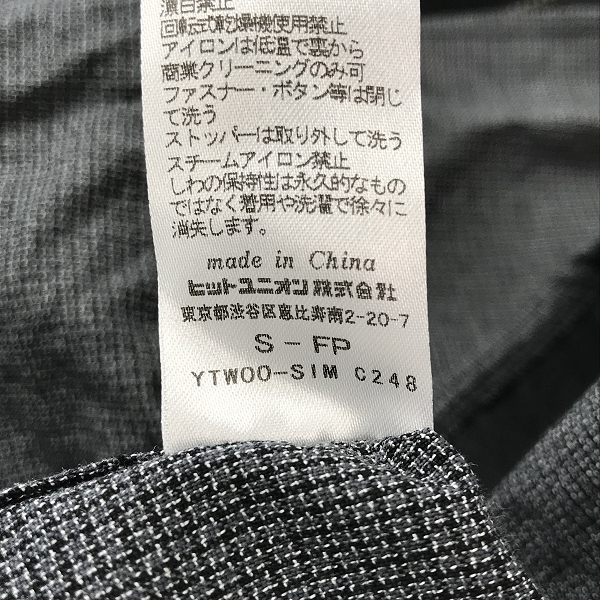 漂白禁止
回転式乾燥機使用禁止
アイロンは低温で裏から
商業クリーニングのみ可
ファスナー・ボタン等は閉じ
て洗う
ストッパーは取り外して洗う
スチームアイロン禁止
しわの保持性は永久的なもの
ではなく着用や洗濯で徐々に
消失します。
made in China
ヒットユニオン株式会社
東京都渋谷区恵比寿南2-20-7
S-FP
YTWOO-SIM C248